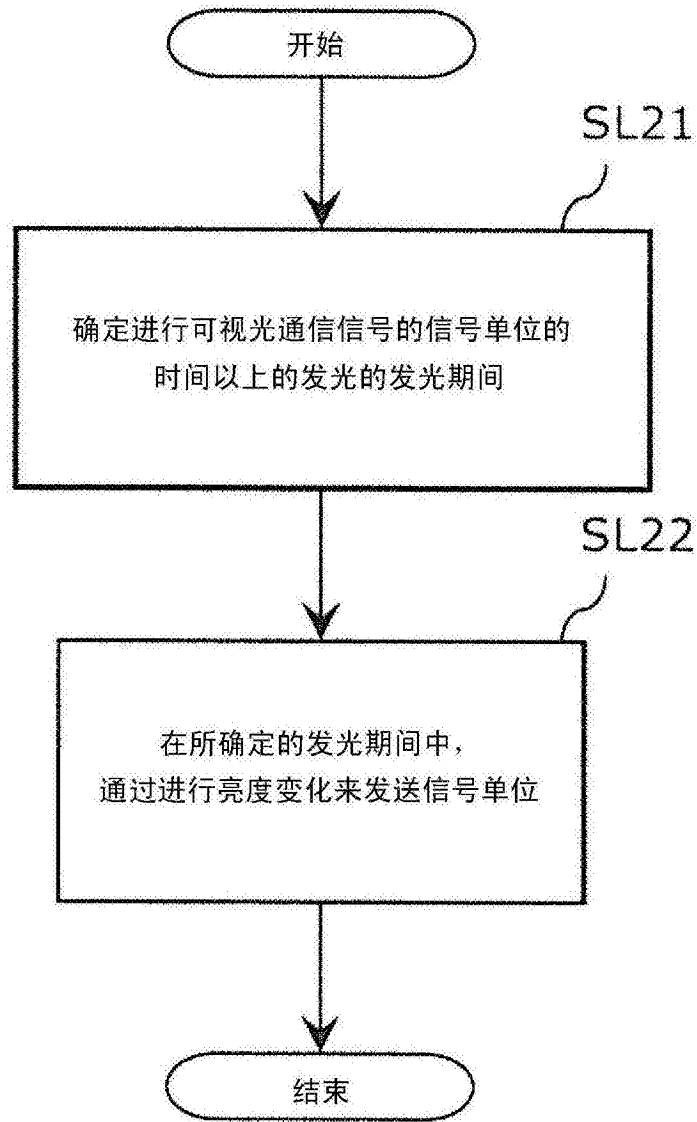 开始
SL21
确定进行可视光通信信号的信号单位的
时间以上的发光的发光期间
SL22
在所确定的发光期间中，
通过进行亮度变化来发送信号单位
结束